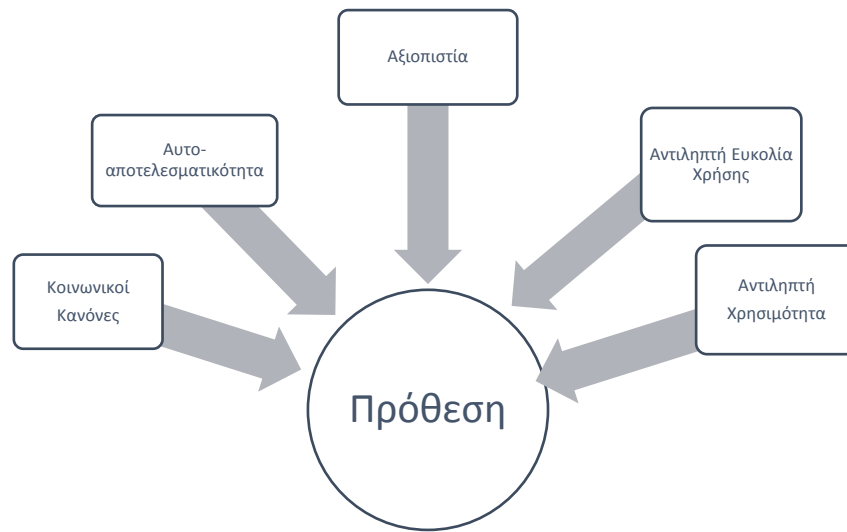 Αξιοπιστία
Αυτο-
αποτελεσματικότητα
Αντιληπτή Ευκολία
Χρήσης
Κοινωνικοί
Κανόνες
Αντιληπτή
Χρησιμότητα
Πρόθεση